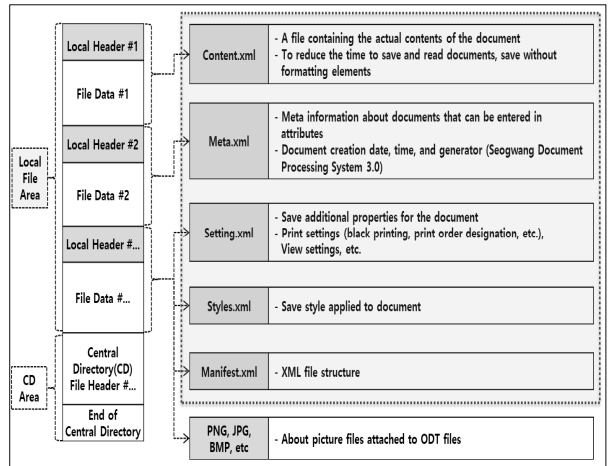 Local
File
Area
CD
Area
Local Header #1
File Data #1
Local Header #2
File Data #2
Local Header #...
File Data #...
Central
Directory(CD)
File Header #...
End of
Central Directory
Content.xml
- A file containing the actual contents of the document
- To reduce the time to save and read documents, save without
formatting elements
Meta.xml
- Meta information about documents that can be entered in
attributes
- Document creation date, time, and generator (Seogwang Document
Processing System 3.0)
Setting.xml
- Save additional properties for the document
- Print settings (black printing, print order designation, etc.),
View settings, etc.
Styles.xml
- Save style applied to document
Manifest.xml
- XML file structure
PNG, JPG,
BMP, etc
- About picture files attached to ODT files